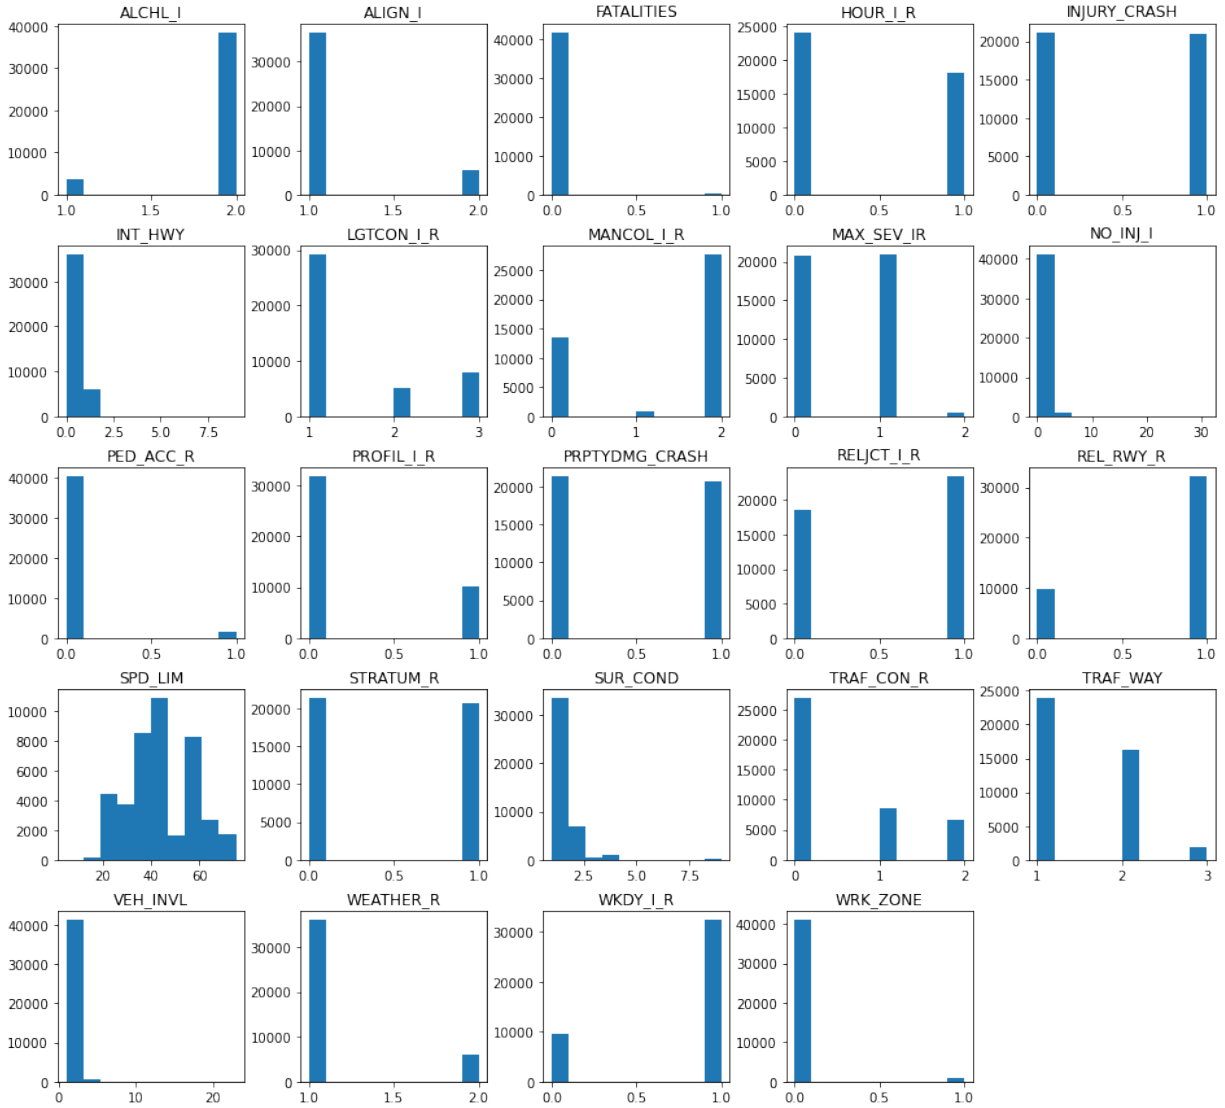 ALCHL_I
40000
30000
20000
10000
0
1.0 1.5 2.0
ALIGN_I
30000
20000
10000
0
1.0 1.5 2.0
FATALITIES
40000
30000
20000
10000
0
0.0 0.5 1.0
HOUR_I_R
25000
20000
15000
10000
5000
0
0.0 0.5 1.0
INJURY_CRASH
20000
15000
10000
5000
0
0.0 0.5 1.0
INT_HWY
30000
20000
10000
0
0.0 2.5 5.0 7.5
LGTCON_I_R
30000
20000
10000
0
1 2 3
MANCOL_I_R
25000
20000
15000
10000
5000
0
0 1 2
MAX_SEV_IR
20000
15000
10000
5000
0
0 1 2
NO_INJ_I
40000
30000
20000
10000
0
0 10 20 30
PED_ACC_R
40000
30000
20000
10000
0
0.0 0.5 1.0
PROFIL_I_R
30000
20000
10000
0
0.0 0.5 1.0
PRPTYDMG_CRASH
20000
15000
10000
5000
0
0.0 0.5 1.0
RELJCT_I_R
20000
15000
10000
5000
0
0.0 0.5 1.0
REL_RWY_R
30000
20000
10000
0
0.0 0.5 1.0
SPD_LIM
10000
8000
6000
4000
2000
0
20 40 60
STRATUM_R
20000
15000
10000
5000
0
0.0 0.5 1.0
SUR_COND
30000
20000
10000
0
2.5 5.0 7.5
TRAF_CON_R
25000
20000
15000
10000
5000
0
0 1 2
TRAF_WAY
25000
20000
15000
10000
5000
0
1 2 3
VEH_INVL
40000
30000
20000
10000
0
0 10 20
WEATHER_R
30000
20000
10000
0
1.0 1.5 2.0
WKDY_I_R
30000
20000
10000
0
0.0 0.5 1.0
WRK_ZONE
40000
30000
20000
10000
0
0.0 0.5 1.0